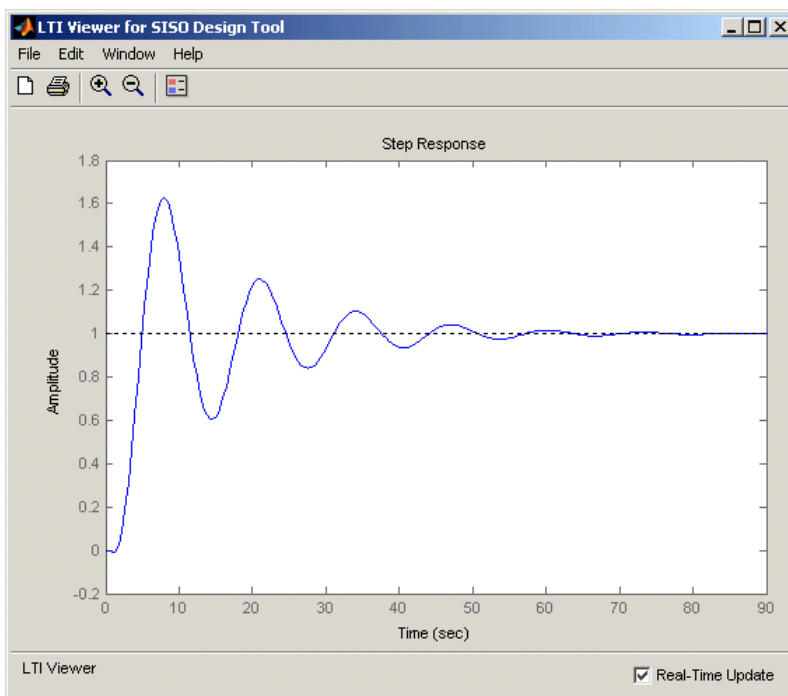 LTI Viewer for SISO Design Tool
File Edit Window Help
Step Response
Amplitude
1.8
1.6
1.4
1.2
1
0.8
0.6
0.4
0.2
0
-0.2
0 10 20 30 40 50 60 70 80 90
Time (sec)
LTI Viewer
Real-Time Update